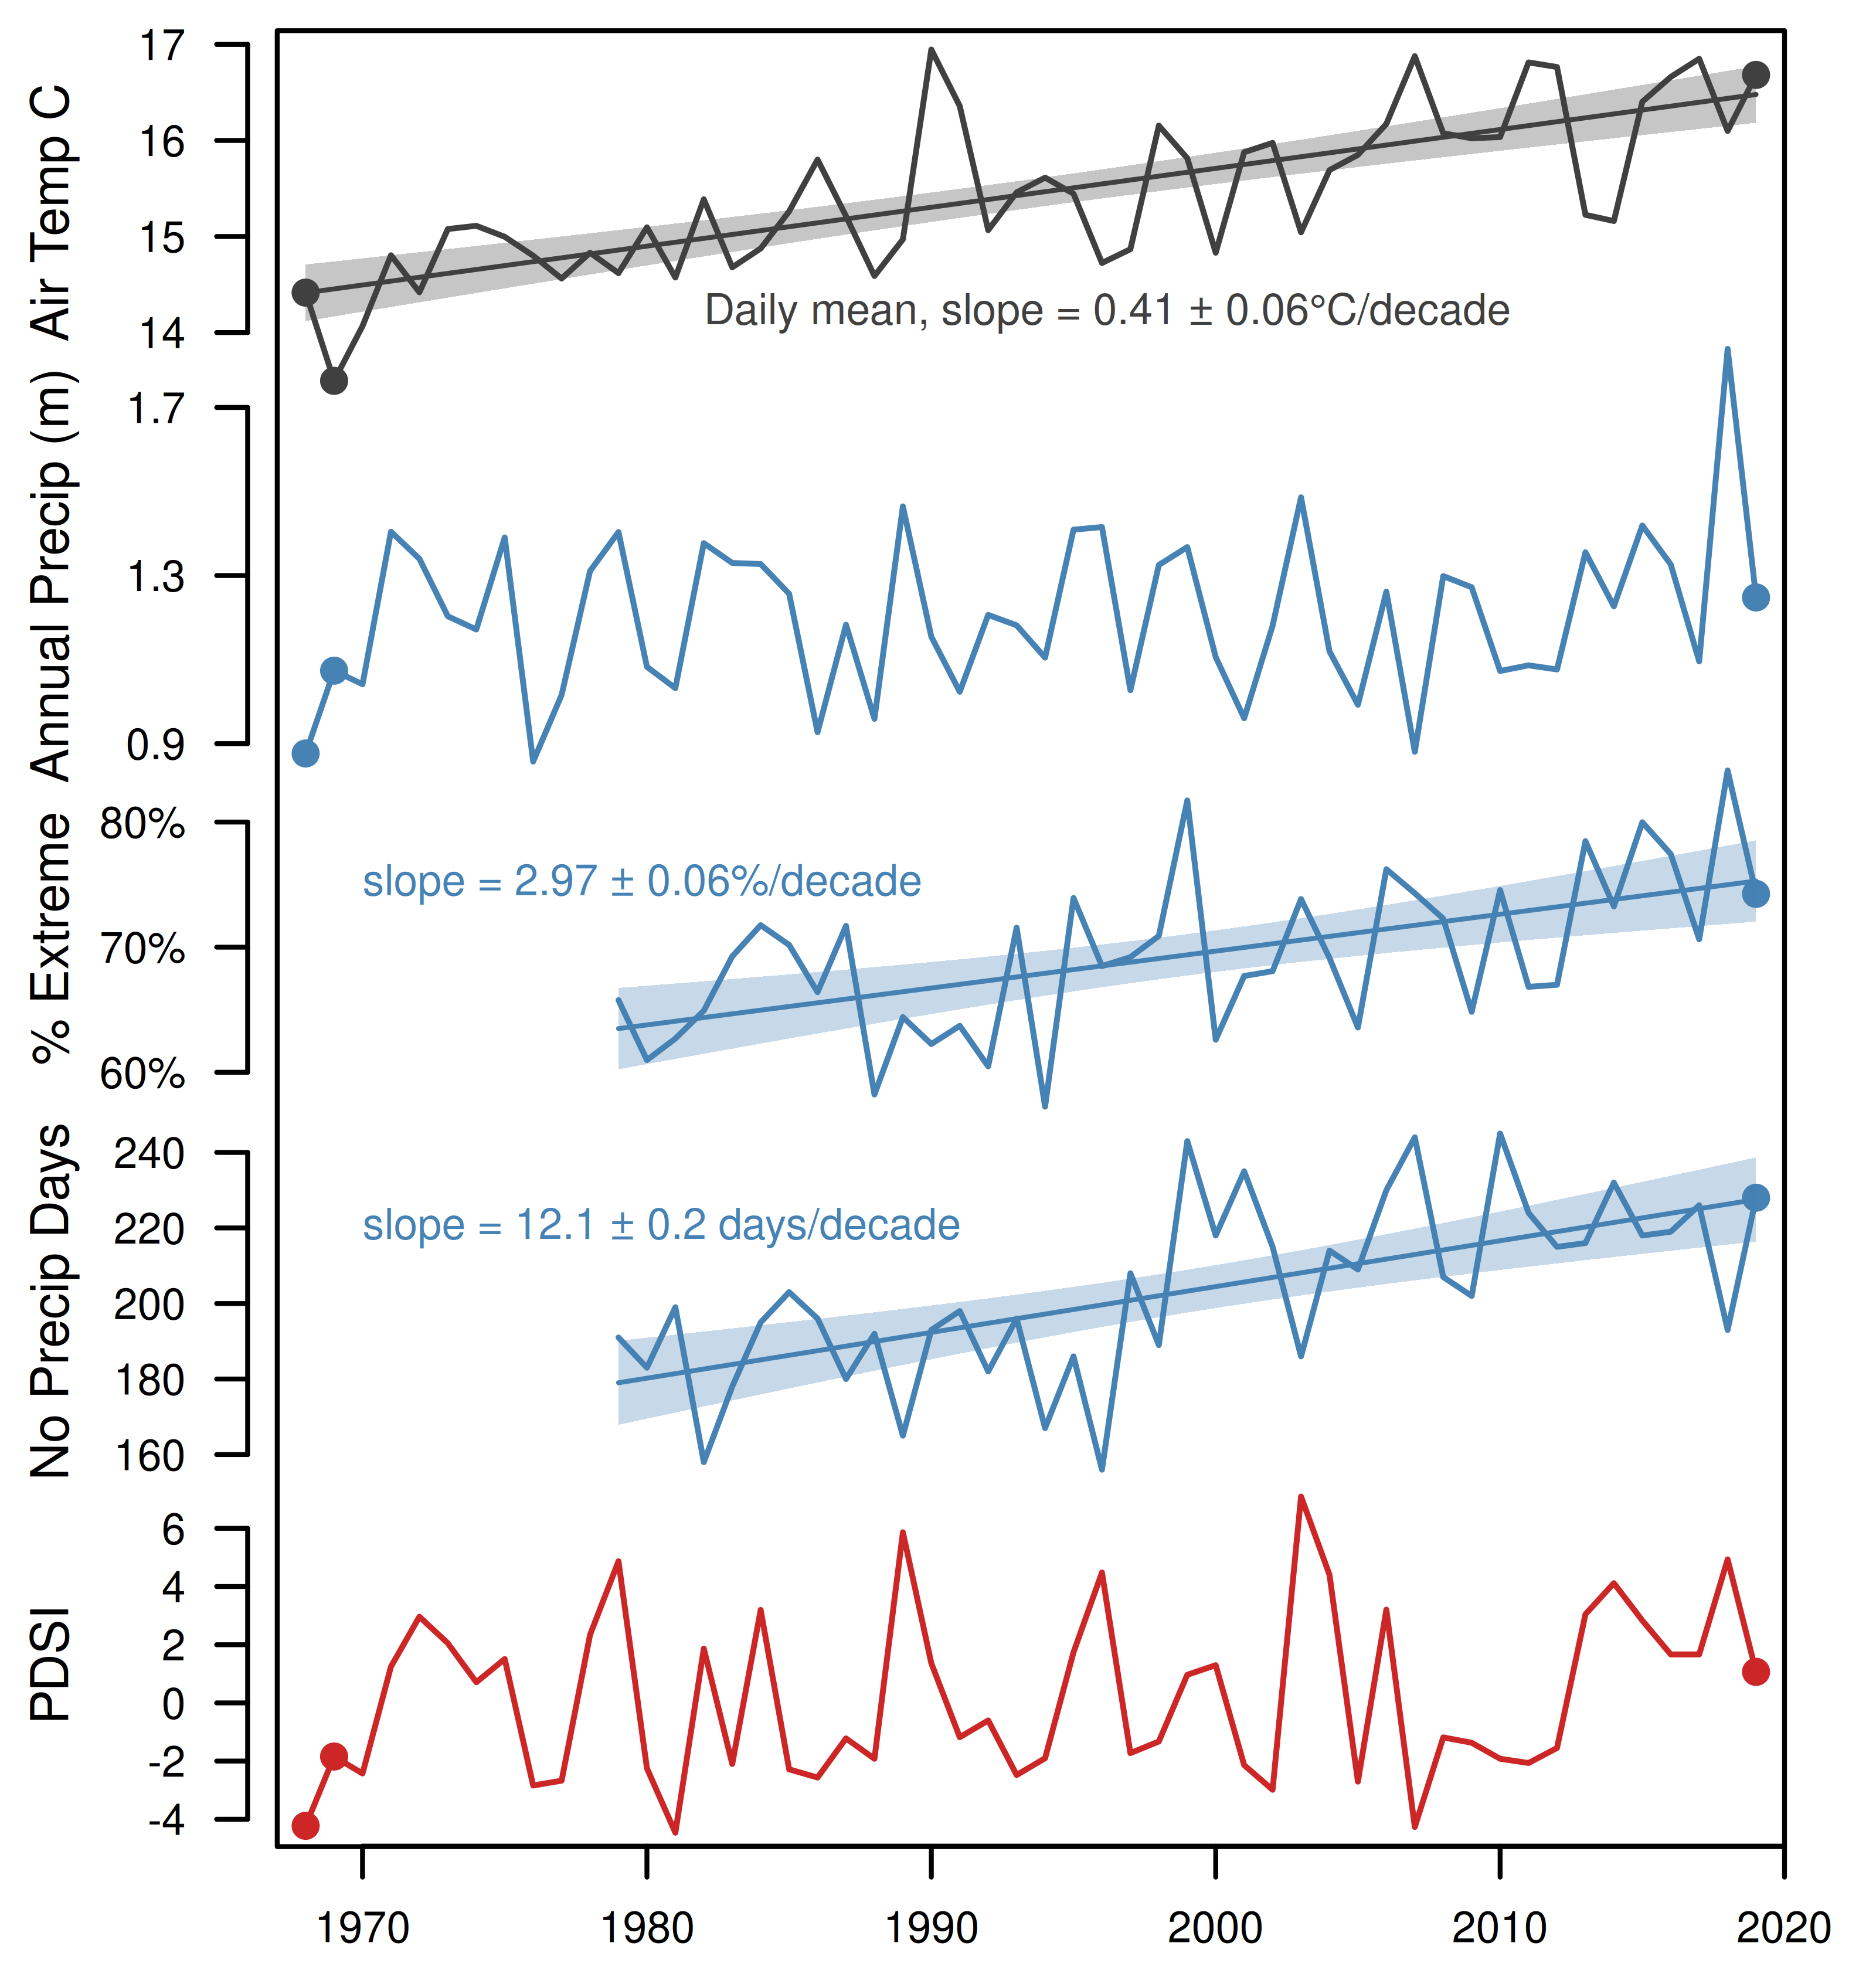 Air Temp C
17
16
15
14
Daily mean, slope = 0.41 ± 0.06°C/decade
Annual Precip (m)
1.7
1.3
0.9
% Extreme
80%
70%
60%
slope = 2.97 ± 0.06%/decade
No Precip Days
240
220
200
180
160
slope = 12.1 ± 0.2 days/decade
PDSI
6
4
2
0
-2
-4
1970 1980 1990 2000 2010 2020